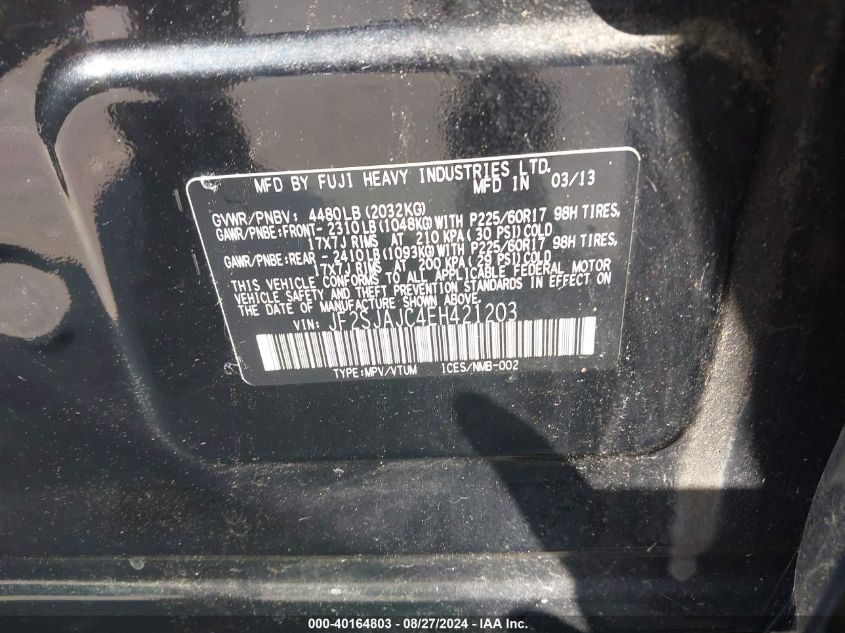 MFD BY FUJI HEAVY INDUSTRIES LTD.
MFD IN 03/13
GVWR/PNBV: 4480LB(2032KG)
GAWR/PNBE:FRONT- 2310LB(1048KG)WITH P225/60R17 98H TIRES,
17X7J RIMS AT 210 KPA(30 PSI)COLD
GAWR/PNBE:REAR - 2410LB(1093KG)WITH P225/60R17 98H TIRES,
17X7J RIMS AT 200 KPA(29 PSI)COLD
THIS VEHICLE CONFORMS TO ALL APPLICABLE FEDERAL MOTOR
VEHICLE SAFETY AND THEFT PREVENTION STANDARDS IN EFFECT ON
THE DATE OF MANUFACTURE SHOWN ABOVE.
VIN: JF2SJAJC4EH421203
TYPE:MPV/VTUM ICES/NMB-002
000-40164803 - 08/27/2024 - IAA Inc.